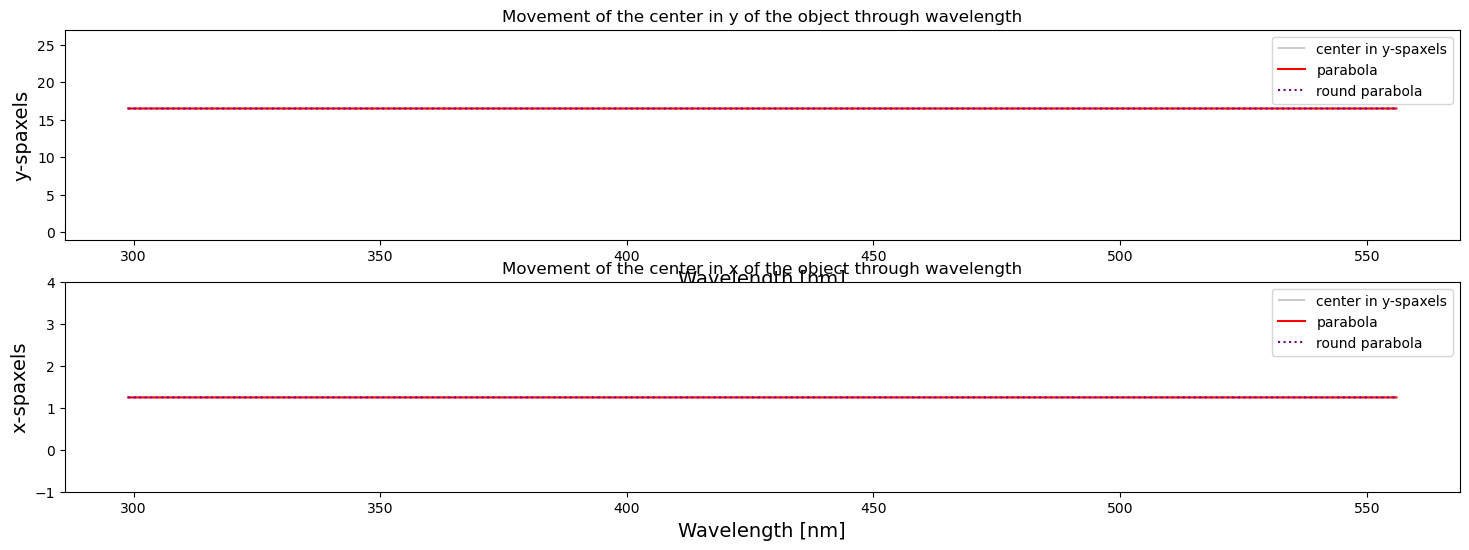 Movement of the center in y of the object through wavelength
25
20
15
10
5
0
y-spaxels
center in y-spaxels
parabola
round parabola
300 350 400 450 500 550
Wavelength [nm]
Movement of the center in x of the object through wavelength
4
3
2
1
0
−1
x-spaxels
center in y-spaxels
parabola
round parabola
300 350 400 450 500 550
Wavelength [nm]